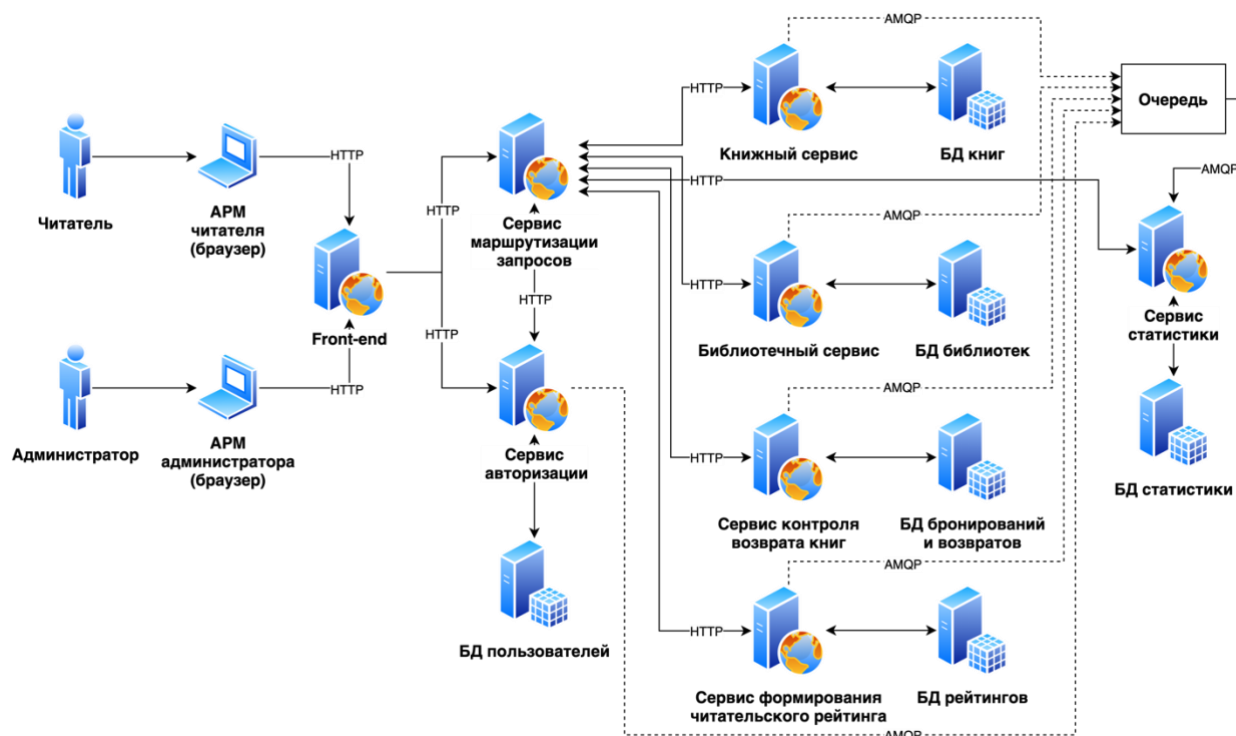 AMQP
HTTP
Книжный сервис
БД книг
Очередь
Читатель
АРМ
читателя
(браузер)
HTTP
HTTP
Сервис
маршрутизации
запросов
HTTP
AMQP
AMQP
HTTP
Библиотечный сервис
БД библиотек
Сервис
статистики
Front-end
HTTP
HTTP
Администратор
АРМ
администратора
(браузер)
HTTP
Сервис
авторизации
AMQP
HTTP
Сервис контроля
возврата книг
БД бронирований
и возвратов
БД статистики
БД пользователей
AMQP
HTTP
Сервис формирования
читательского рейтинга
БД рейтингов
AMQP